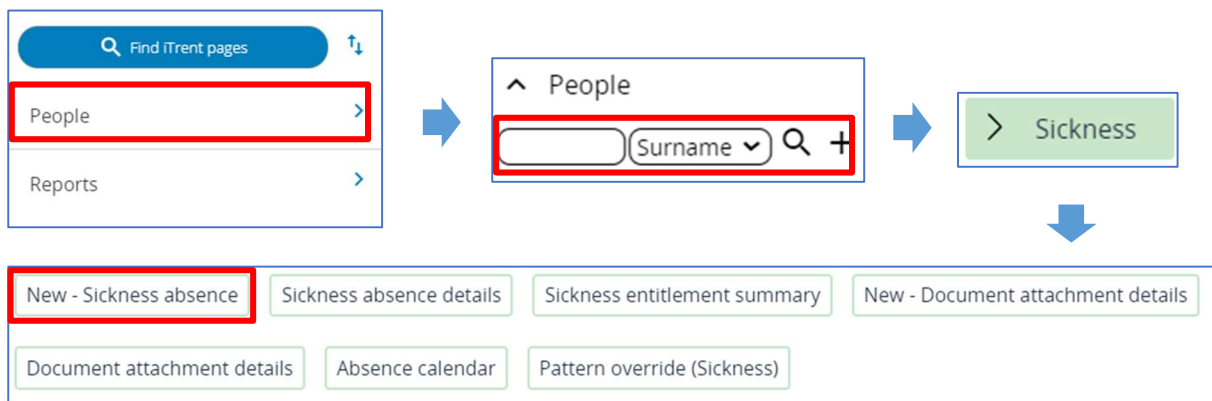 Find iTrent pages
People
Reports
People
Surname
Sickness
New - Sickness absence
Sickness absence details
Sickness entitlement summary
New - Document attachment details
Document attachment details
Absence calendar
Pattern override (Sickness)